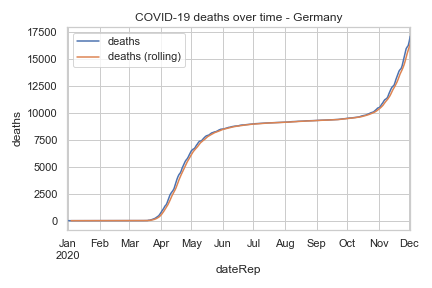 COVID-19 deaths over time - Germany
deaths
deaths (rolling)
17500
15000
12500
10000
7500
5000
2500
0
deaths
Jan Feb Mar Apr May Jun Jul Aug Sep Oct Nov Dec
2020
dateRep